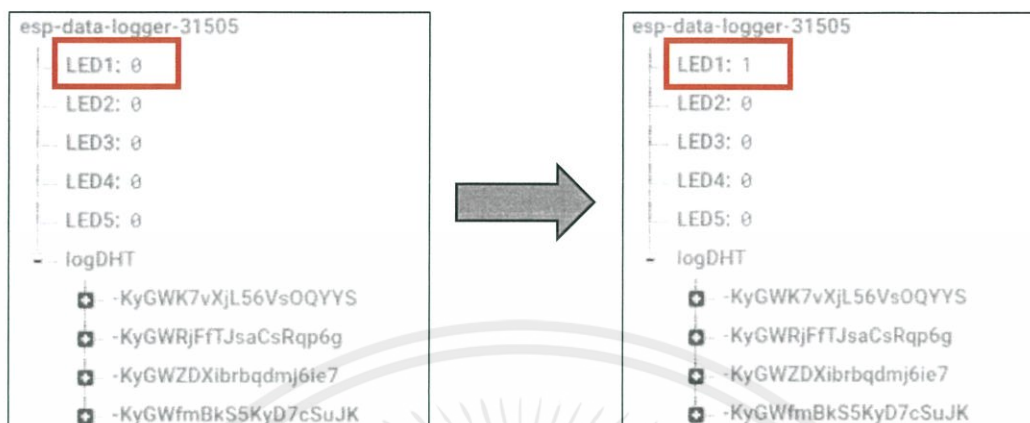 esp-data-logger-31505
LED1: 0
LED2: 0
LED3: 0
LED4: 0
LED5: 0
logDHT
-KyGWK7vXjL56VsOQYYS
-KyGWRjFfTJsaCsRqp6g
-KyGWZDXibrbqdmj6ie7
-KyGWfmBkS5KyD7cSuJK
esp-data-logger-31505
LED1: 1
LED2: 0
LED3: 0
LED4: 0
LED5: 0
logDHT
-KyGWK7vXjL56VsOQYYS
-KyGWRjFfTJsaCsRqp6g
-KyGWZDXibrbqdmj6ie7
-KyGWfmBkS5KyD7cSuJK